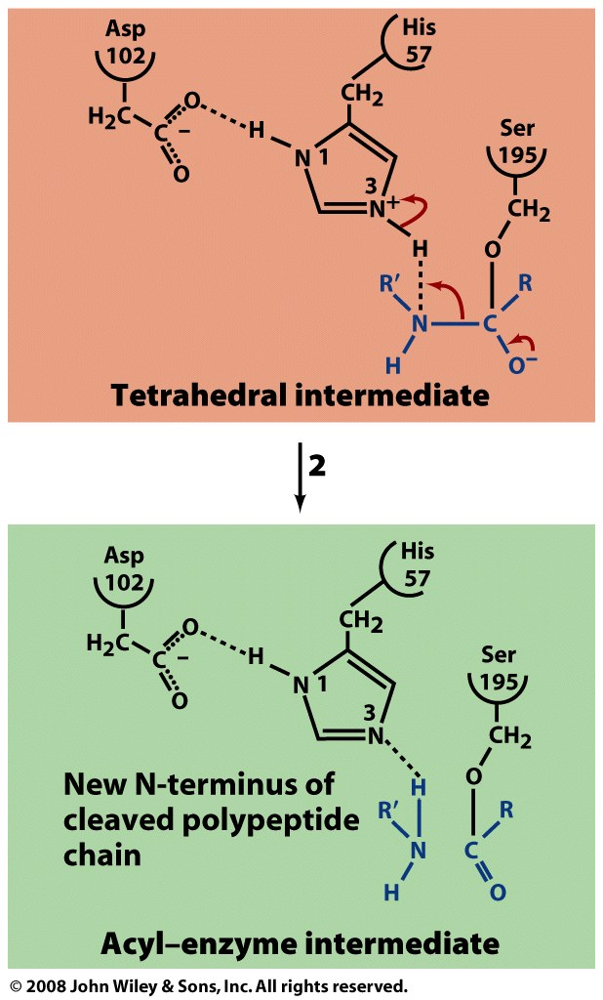 Asp
102
His
57
Ser
195
H₂C
C
O
−
O
H
N
1
CH₂
3
N+
H
CH₂
O
R′
R
N
C
H
O−
Tetrahedral intermediate
2
Asp
102
His
57
Ser
195
H₂C
C
O
−
O
H
N
1
CH₂
3
N
CH₂
O
H
R′
R
N
C
H
O
New N-terminus of
cleaved polypeptide
chain
Acyl–enzyme intermediate
© 2008 John Wiley & Sons, Inc. All rights reserved.